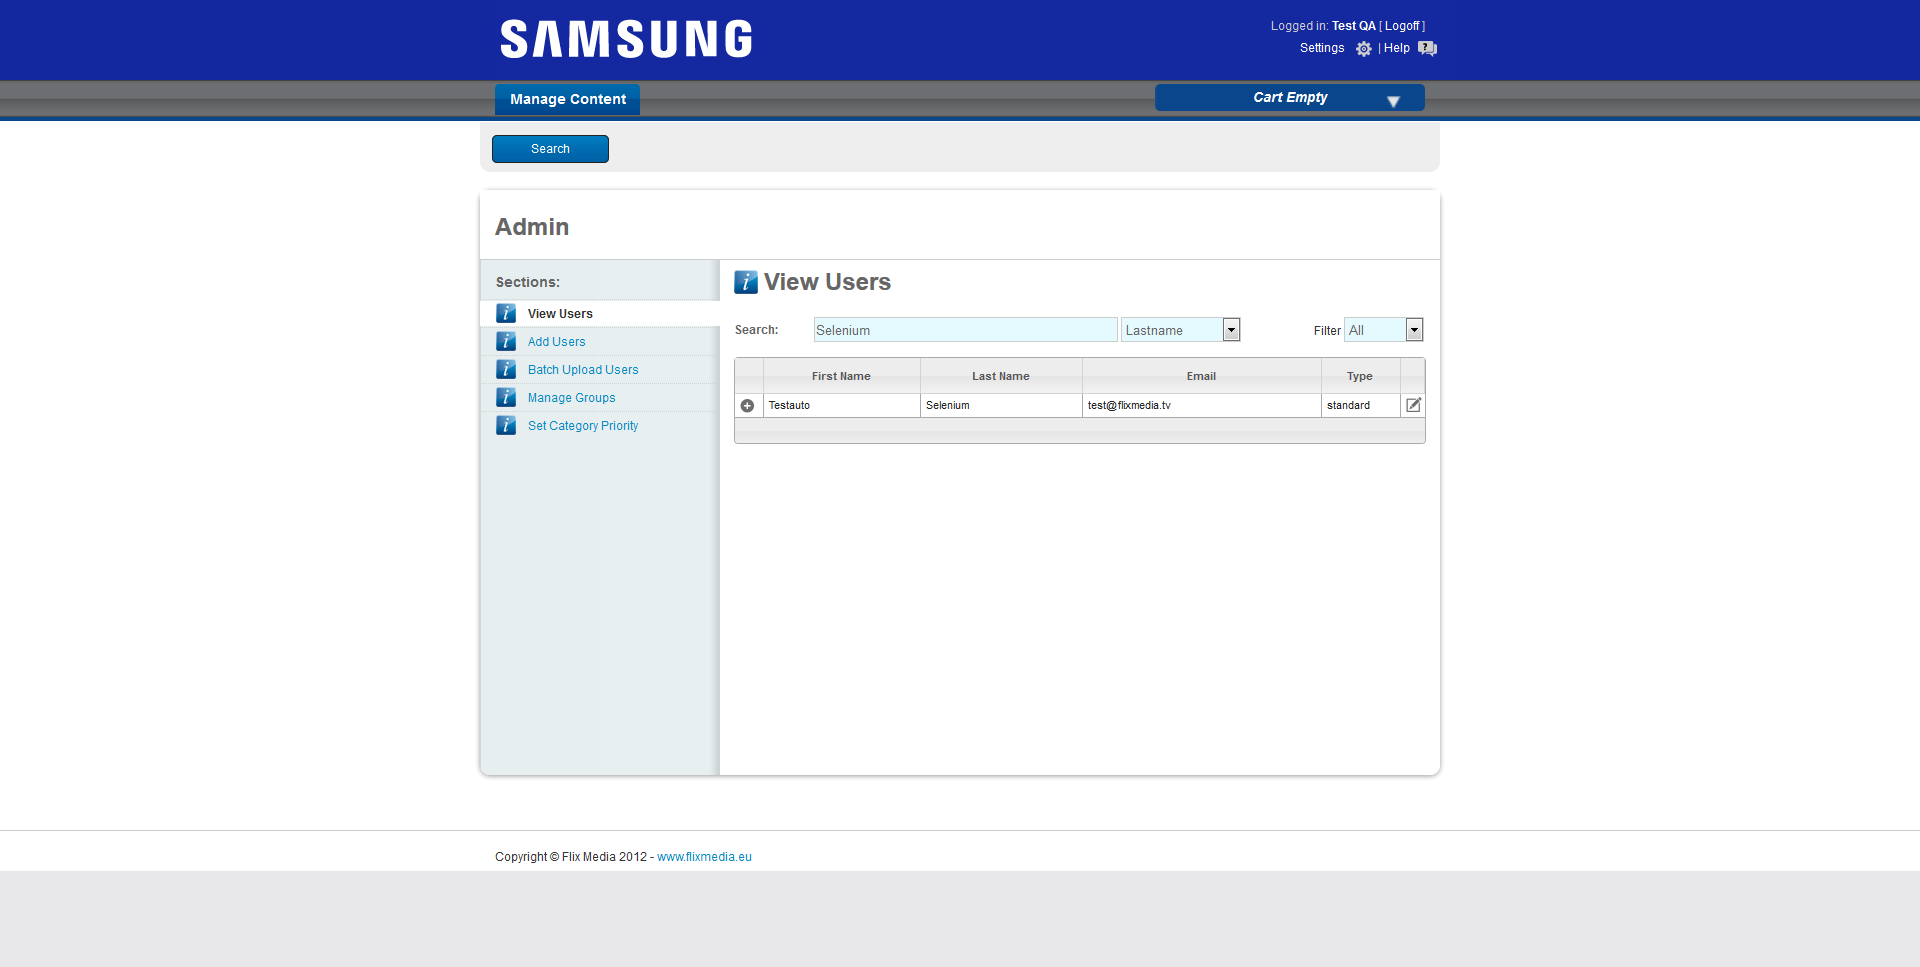 SAMSUNG
Logged in: Test QA [ Logoff ]
Settings | Help
Manage Content
Cart Empty
Search
Admin
Sections:
View Users
Add Users
Batch Upload Users
Manage Groups
Set Category Priority
View Users
Search: Selenium Lastname Filter All
First Name Last Name Email Type
Testauto Selenium test@flixmedia.tv standard
Copyright © Flix Media 2012 - www.flixmedia.eu